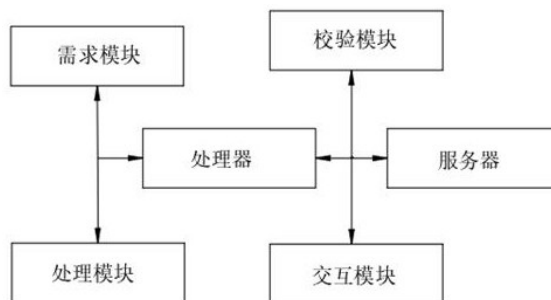 需求模块
校验模块
处理器
服务器
处理模块
交互模块